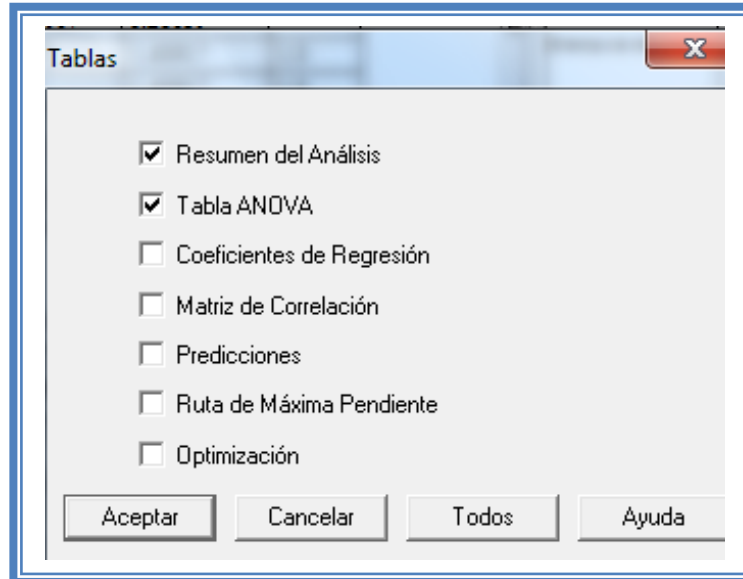 Tablas
Resumen del Análisis
Tabla ANOVA
Coeficientes de Regresión
Matriz de Correlación
Predicciones
Ruta de Máxima Pendiente
Optimización
Aceptar Cancelar Todos Ayuda